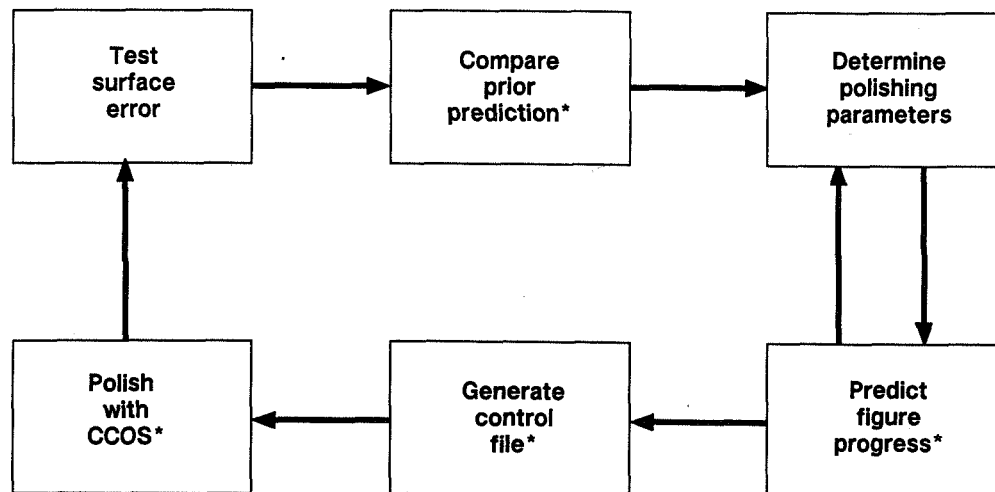 Test
surface
error
Compare
prior
prediction*
Determine
polishing
parameters
Polish
with
CCOS*
Generate
control
file*
Predict
figure
progress*